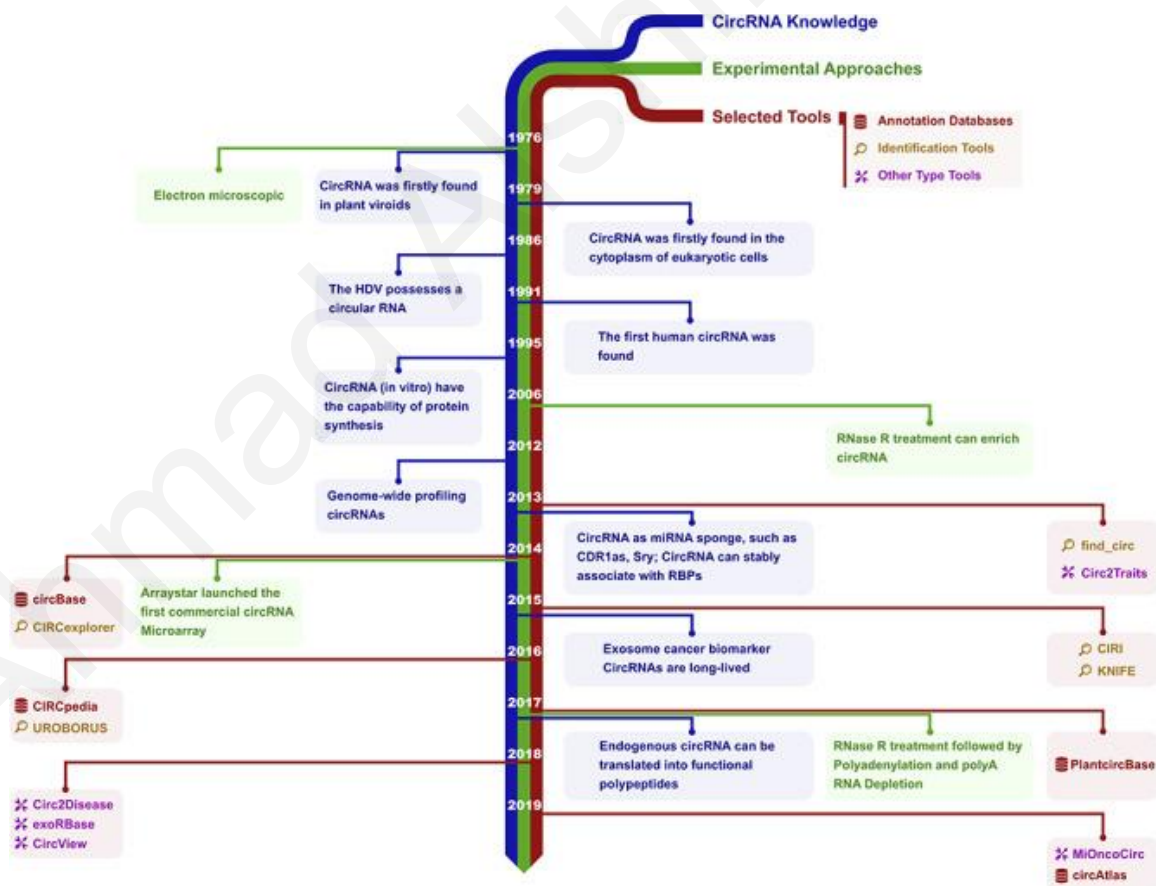 CircRNA Knowledge
Experimental Approaches
Selected Tools
Annotation Databases
Identification Tools
Other Type Tools
1976
Electron microscopic
CircRNA was firstly found
in plant viroids
1979
CircRNA was firstly found in the
cytoplasm of eukaryotic cells
1986
The HDV possesses a
circular RNA
1991
The first human circRNA was
found
1995
CircRNA (in vitro) have
the capability of protein
synthesis
2006
RNase R treatment can enrich
circRNA
2012
Genome-wide profiling
circRNAs
2013
CircRNA as miRNA sponge, such as
CDR1as, Sry; CircRNA can stably
associate with RBPs
find_circ
Circ2Traits
2014
circBase
CIRCexplorer
Arraystar launched the
first commercial circRNA
Microarray
2015
Exosome cancer biomarker
CircRNAs are long-lived
CIRI
KNIFE
2016
CIRCpedia
UROBORUS
2017
Endogenous circRNA can be
translated into functional
polypeptides
RNase R treatment followed by
Polyadenylation and polyA
RNA Depletion
PlantcircBase
2018
Circ2Disease
exoRBase
CircView
2019
MiOncoCirc
circAtlas